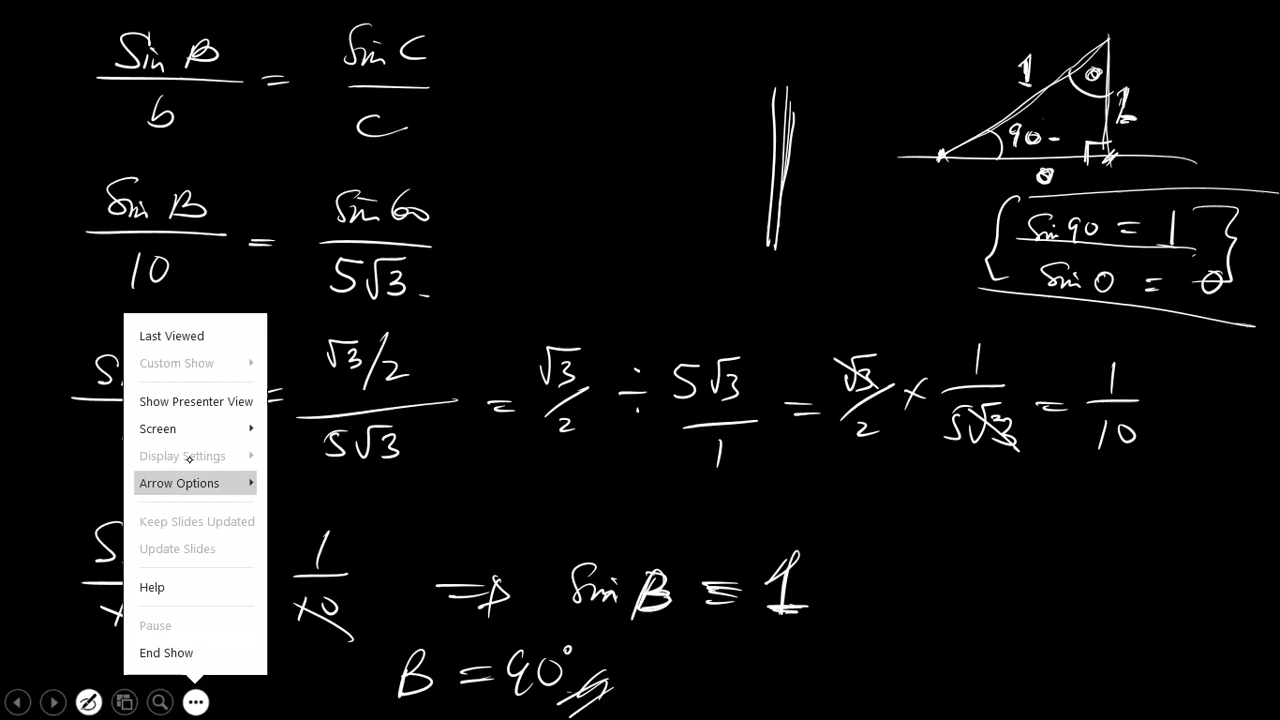 Sin B / b = Sin C / C
Sin B / 10 = Sin 60 / 5√3
S = √3/2 / 5√3 = √3/2 ÷ 5√3/1 = √3/2 × 1/5√3 = 1/10
S 1/10 ⇒ Sin B = 1
B = 90°
1
θ
1
90-
0
Sin 90 = 1
Sin 0 = 0
Last Viewed
Custom Show
Show Presenter View
Screen
Display Settings
Arrow Options
Keep Slides Updated
Update Slides
Help
Pause
End Show